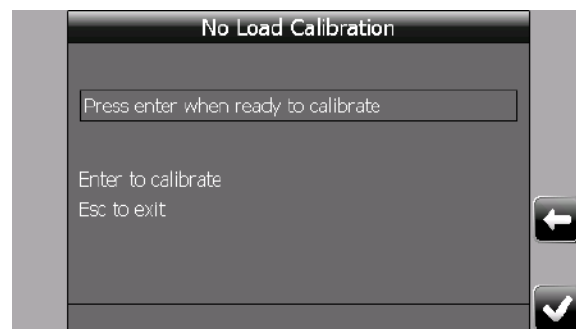 No Load Calibration
Press enter when ready to calibrate
Enter to calibrate
Esc to exit